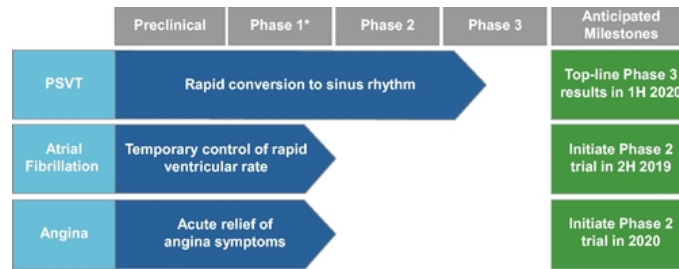 Preclinical
Phase 1*
Phase 2
Phase 3
Anticipated
Milestones
PSVT
Rapid conversion to sinus rhythm
Top-line Phase 3
results in 1H 2020
Atrial
Fibrillation
Temporary control of rapid
ventricular rate
Initiate Phase 2
trial in 2H 2019
Angina
Acute relief of
angina symptoms
Initiate Phase 2
trial in 2020